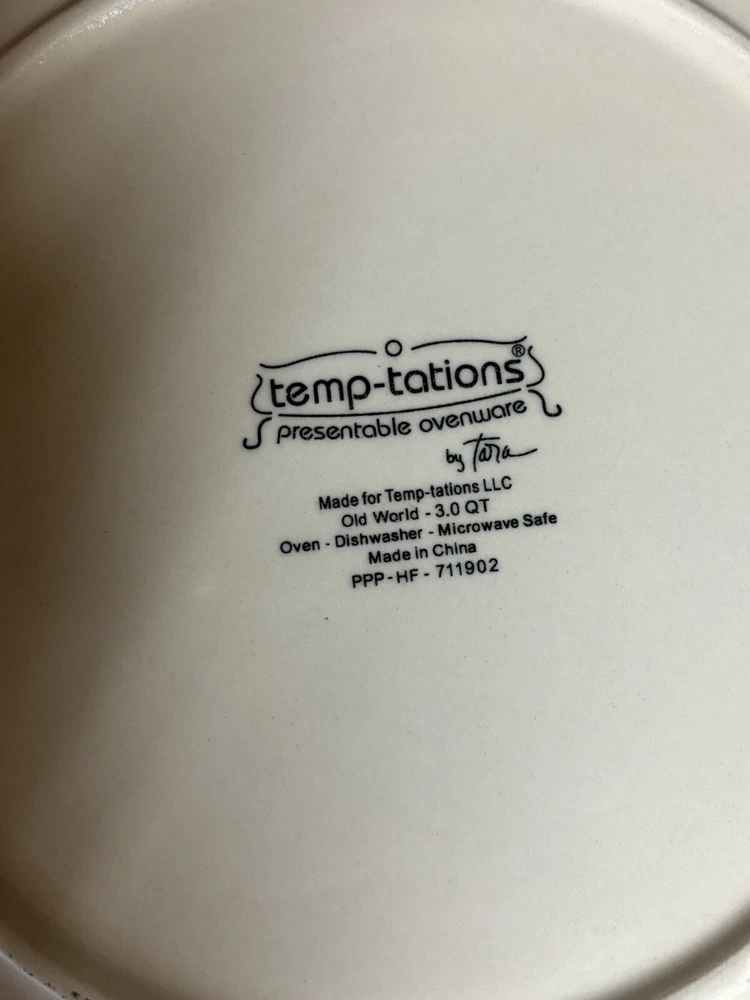 temp-tations®
presentable ovenware
by Tara
Made for Temp-tations LLC
Old World - 3.0 QT
Oven - Dishwasher - Microwave Safe
Made in China
PPP-HF - 711902